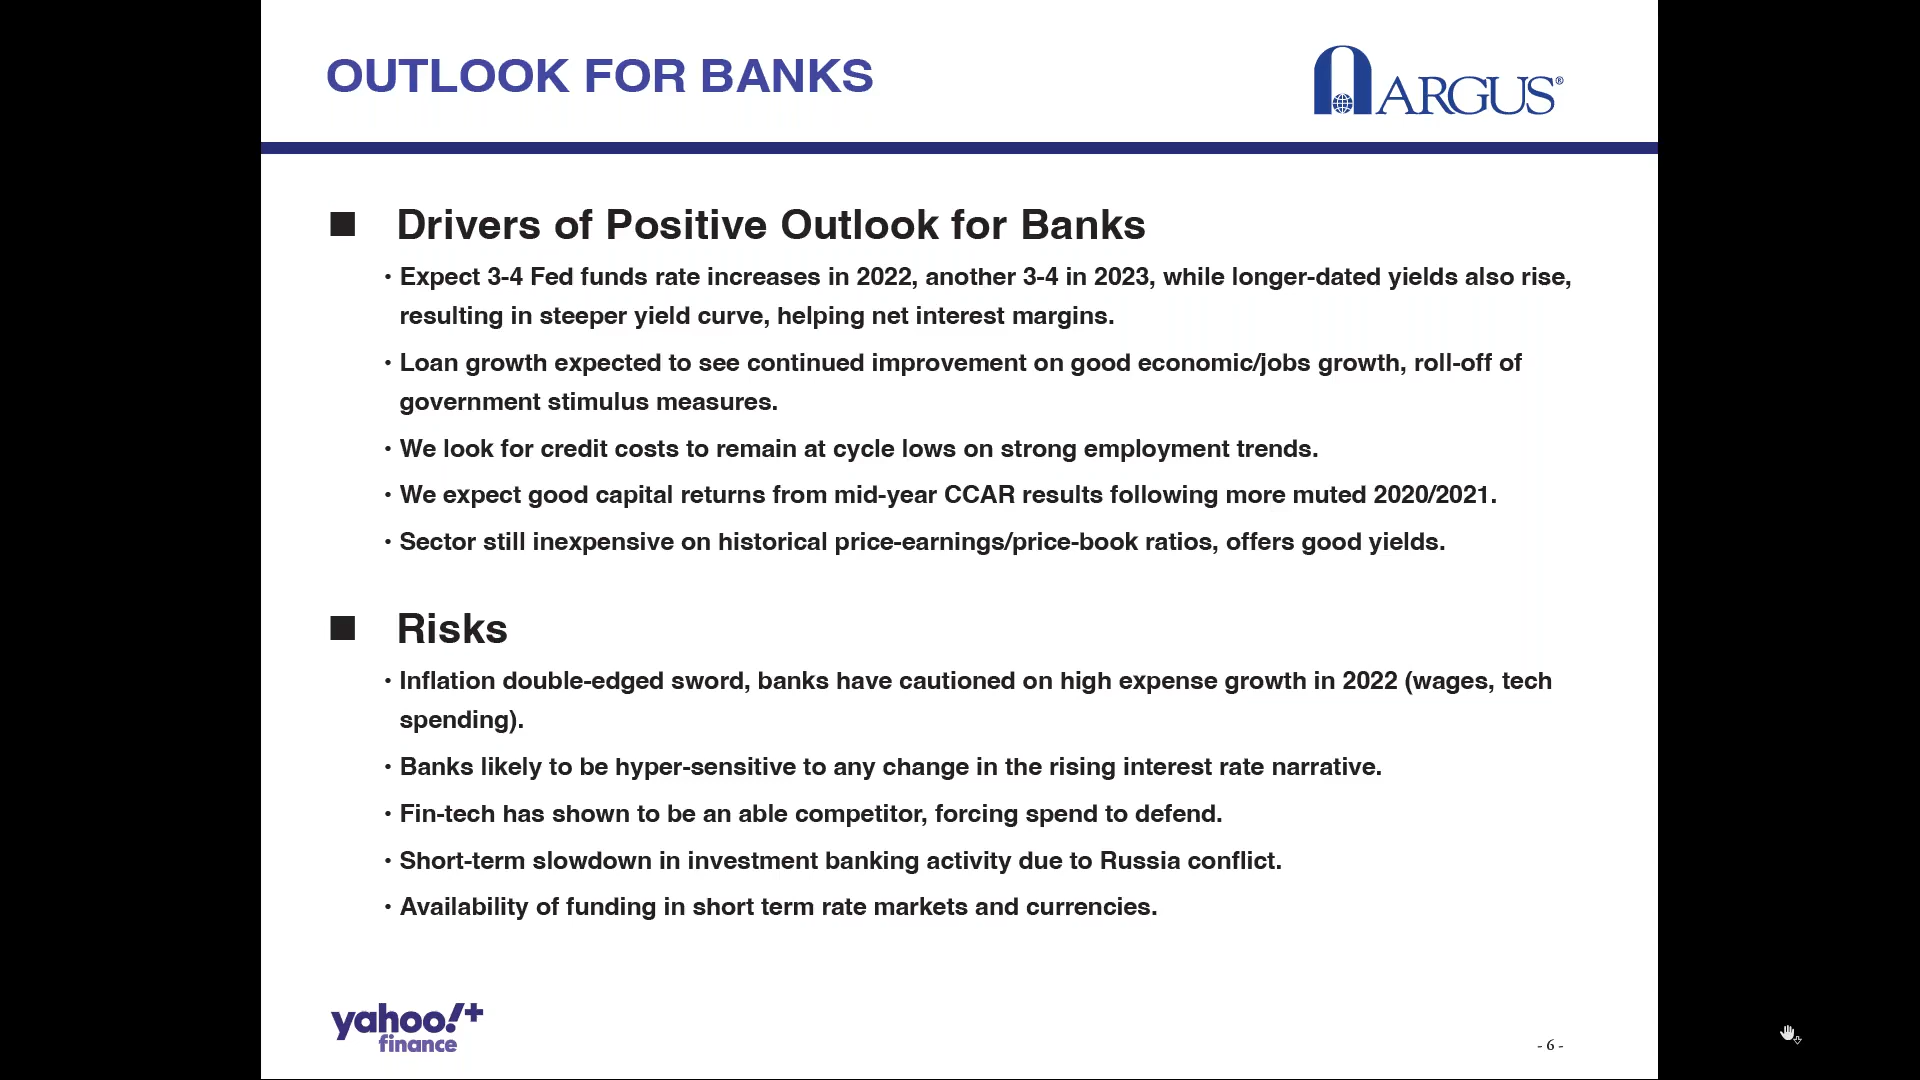 OUTLOOK FOR BANKS
ARGUS®
■ Drivers of Positive Outlook for Banks
• Expect 3-4 Fed funds rate increases in 2022, another 3-4 in 2023, while longer-dated yields also rise,
resulting in steeper yield curve, helping net interest margins.
• Loan growth expected to see continued improvement on good economic/jobs growth, roll-off of
government stimulus measures.
• We look for credit costs to remain at cycle lows on strong employment trends.
• We expect good capital returns from mid-year CCAR results following more muted 2020/2021.
• Sector still inexpensive on historical price-earnings/price-book ratios, offers good yields.
■ Risks
• Inflation double-edged sword, banks have cautioned on high expense growth in 2022 (wages, tech
spending).
• Banks likely to be hyper-sensitive to any change in the rising interest rate narrative.
• Fin-tech has shown to be an able competitor, forcing spend to defend.
• Short-term slowdown in investment banking activity due to Russia conflict.
• Availability of funding in short term rate markets and currencies.
yahoo!+
finance
- 6 -